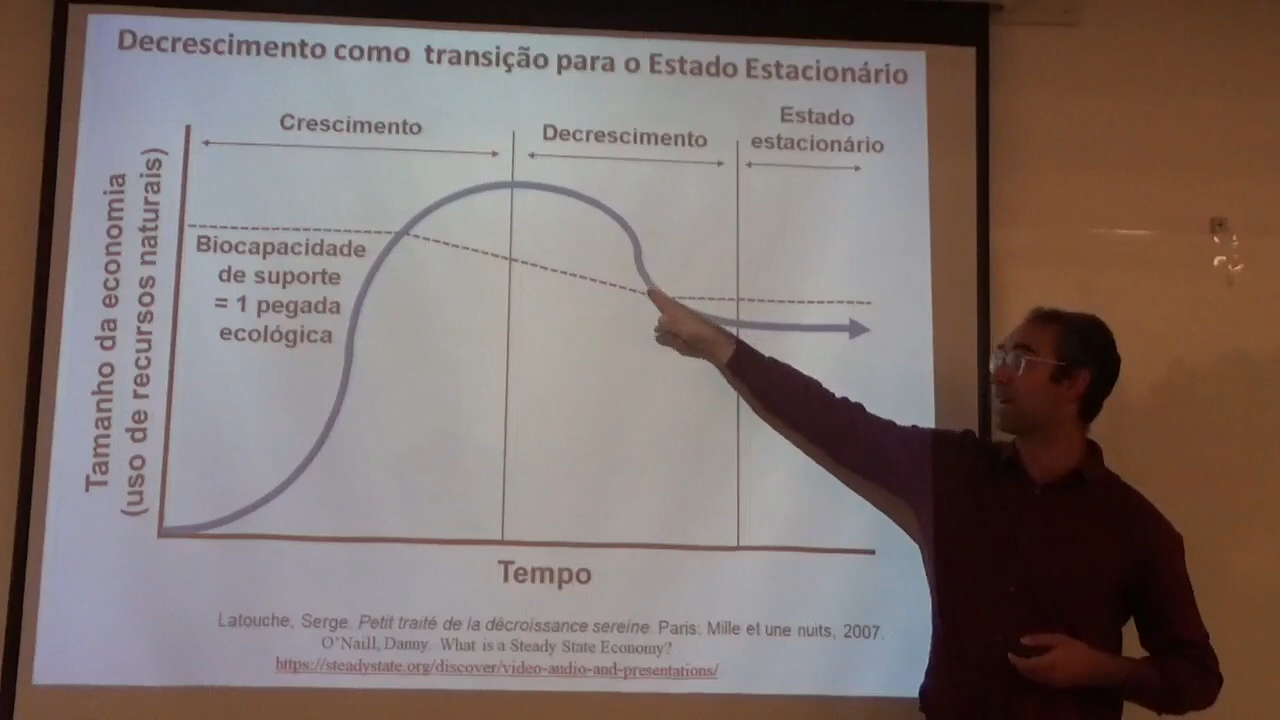 Decrescimento como transição para o Estado Estacionário
Crescimento
Decrescimento
Estado
estacionário
Tamanho da economia
(uso de recursos naturais)
Biocapacidade
de suporte
= 1 pegada
ecológica
Tempo
Latouche, Serge. Petit traité de la décroissance sereine. Paris: Mille et une nuits, 2007.
O'Naill, Danny. What is a Steady State Economy?
https://steadystate.org/discover/video-audio-and-presentations/